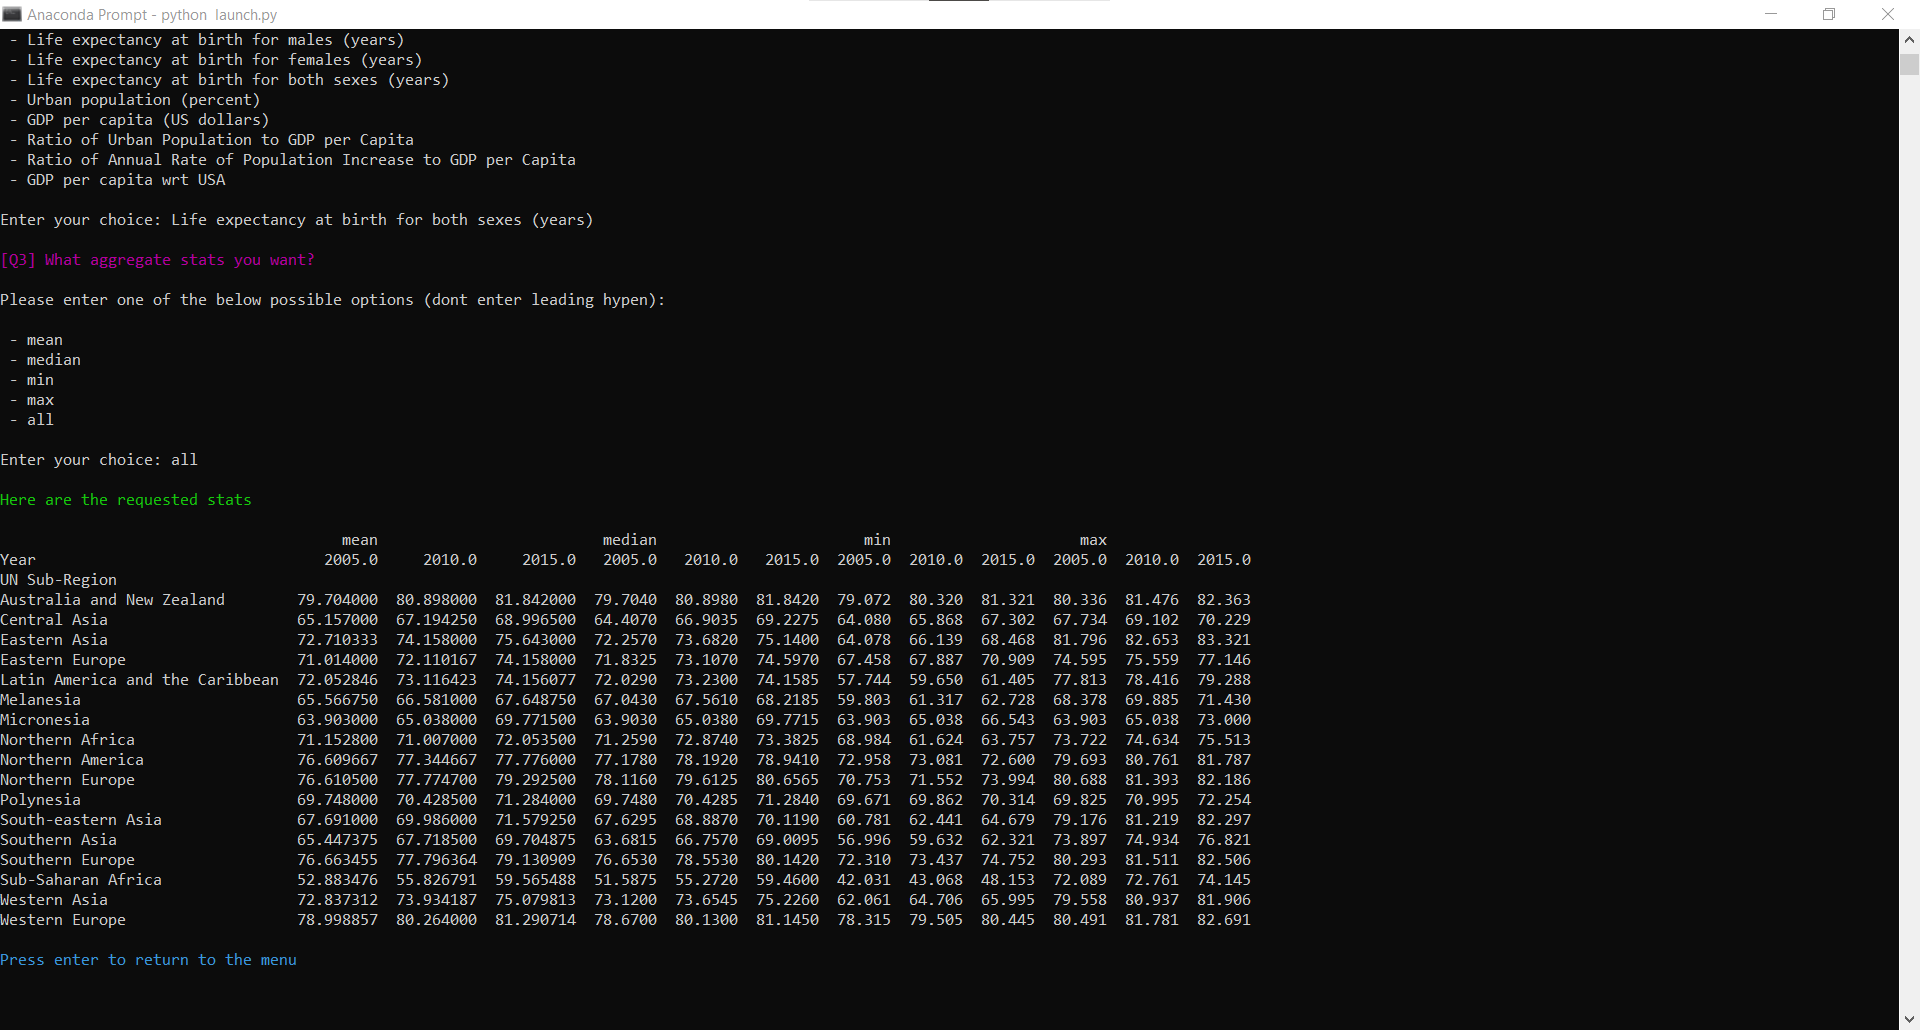 Anaconda Prompt - python  launch.py
 - Life expectancy at birth for males (years)
 - Life expectancy at birth for females (years)
 - Life expectancy at birth for both sexes (years)
 - Urban population (percent)
 - GDP per capita (US dollars)
 - Ratio of Urban Population to GDP per Capita
 - Ratio of Annual Rate of Population Increase to GDP per Capita
 - GDP per capita wrt USA
Enter your choice: Life expectancy at birth for both sexes (years)
[Q3] What aggregate stats you want?
Please enter one of the below possible options (dont enter leading hypen):
 - mean
 - median
 - min
 - max
 - all
Enter your choice: all
Here are the requested stats
mean median min max
Year 2005.0 2010.0 2015.0 2005.0 2010.0 2015.0 2005.0 2010.0 2015.0 2005.0 2010.0 2015.0
UN Sub-Region
Australia and New Zealand 79.704000 80.898000 81.842000 79.7040 80.8980 81.8420 79.072 80.320 81.321 80.336 81.476 82.363
Central Asia 65.157000 67.194250 68.996500 64.4070 66.9035 69.2275 64.080 65.868 67.302 67.734 69.102 70.229
Eastern Asia 72.710333 74.158000 75.643000 72.2570 73.6820 75.1400 64.078 66.139 68.468 81.796 82.653 83.321
Eastern Europe 71.014000 72.110167 74.158000 71.8325 73.1070 74.5970 67.458 67.887 70.909 74.595 75.559 77.146
Latin America and the Caribbean 72.052846 73.116423 74.156077 72.0290 73.2300 74.1585 57.744 59.650 61.405 77.813 78.416 79.288
Melanesia 65.566750 66.581000 67.648750 67.0430 67.5610 68.2185 59.803 61.317 62.728 68.378 69.885 71.430
Micronesia 63.903000 65.038000 69.771500 63.9030 65.0380 69.7715 63.903 65.038 66.543 63.903 65.038 73.000
Northern Africa 71.152800 71.007000 72.053500 71.2590 72.8740 73.3825 68.984 61.624 63.757 73.722 74.634 75.513
Northern America 76.609667 77.344667 77.776000 77.1780 78.1920 78.9410 72.958 73.081 72.600 79.693 80.761 81.787
Northern Europe 76.610500 77.774700 79.292500 78.1160 79.6125 80.6565 70.753 71.552 73.994 80.688 81.393 82.186
Polynesia 69.748000 70.428500 71.284000 69.7480 70.4285 71.2840 69.671 69.862 70.314 69.825 70.995 72.254
South-eastern Asia 67.691000 69.986000 71.579250 67.6295 68.8870 70.1190 60.781 62.441 64.679 79.176 81.219 82.297
Southern Asia 65.447375 67.718500 69.704875 63.6815 66.7570 69.0095 56.996 59.632 62.321 73.897 74.934 76.821
Southern Europe 76.663455 77.796364 79.130909 76.6530 78.5530 80.1420 72.310 73.437 74.752 80.293 81.511 82.506
Sub-Saharan Africa 52.883476 55.826791 59.565488 51.5875 55.2720 59.4600 42.031 43.068 48.153 72.089 72.761 74.145
Western Asia 72.837312 73.934187 75.079813 73.1200 73.6545 75.2260 62.061 64.706 65.995 79.558 80.937 81.906
Western Europe 78.998857 80.264000 81.290714 78.6700 80.1300 81.1450 78.315 79.505 80.445 80.491 81.781 82.691
Press enter to return to the menu